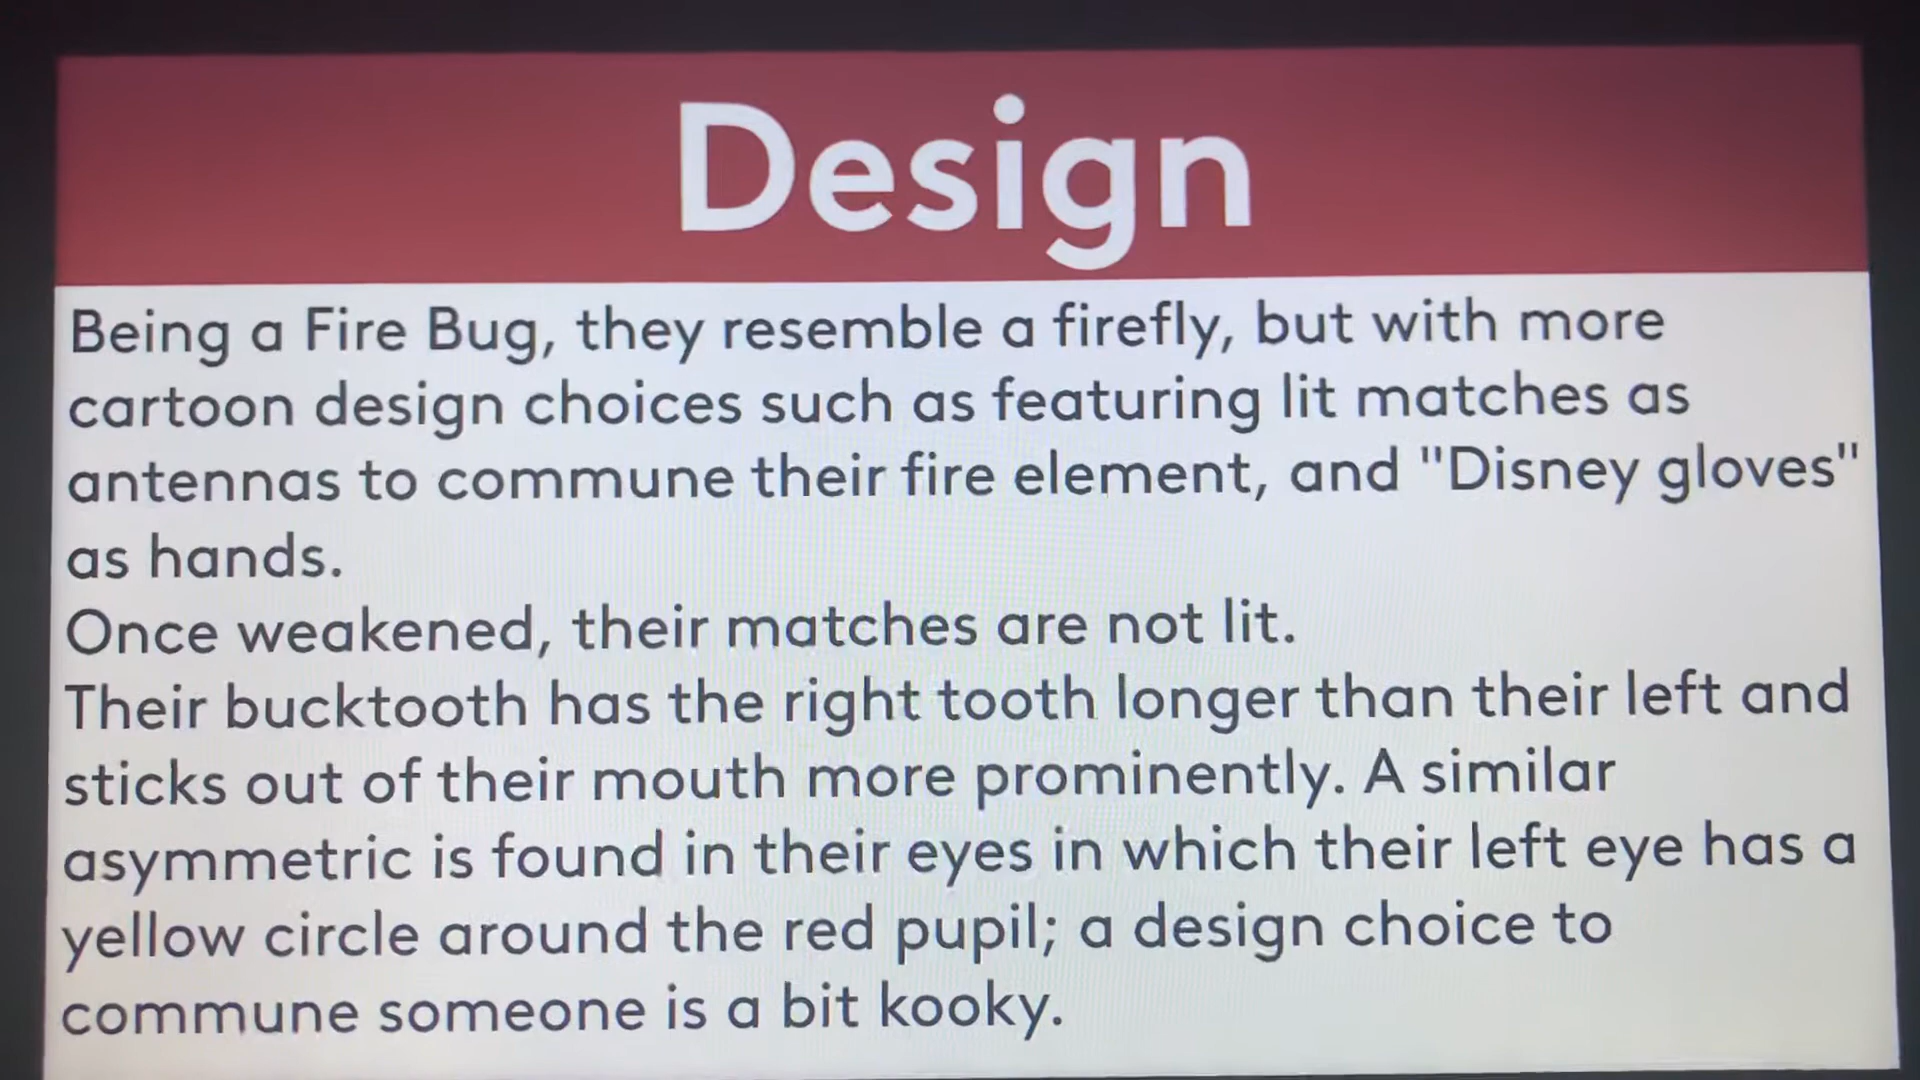 Design
Being a Fire Bug, they resemble a firefly, but with more
cartoon design choices such as featuring lit matches as
antennas to commune their fire element, and "Disney gloves"
as hands.
Once weakened, their matches are not lit.
Their bucktooth has the right tooth longer than their left and
sticks out of their mouth more prominently. A similar
asymmetric is found in their eyes in which their left eye has a
yellow circle around the red pupil; a design choice to
commune someone is a bit kooky.